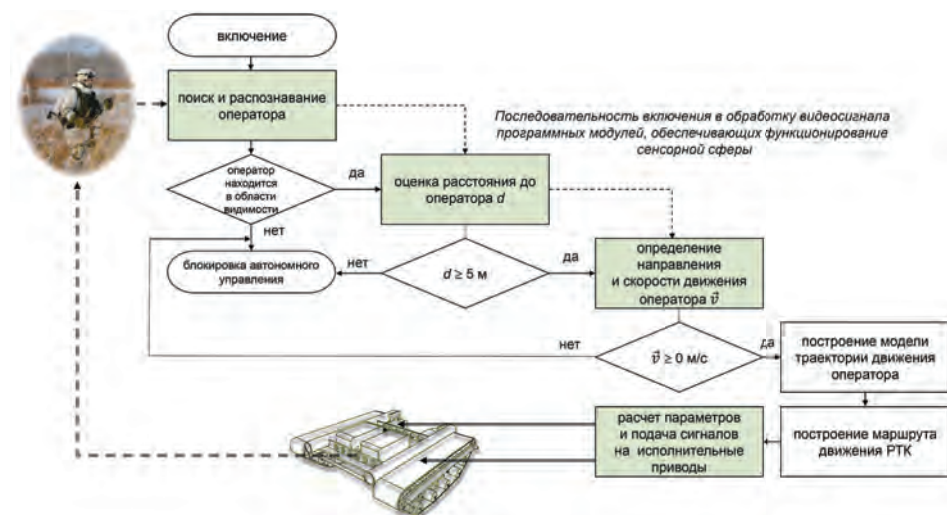 включение
поиск и распознавание
оператора
Последовательность включения в обработку видеосигнала
программных модулей, обеспечивающих функционирование
сенсорной сферы
оператор
находится
в области
видимости
да
нет
оценка расстояния до
оператора d
блокировка автономного
управления
нет
d ≥ 5 м
да
определение
направления
и скорости движения
оператора v⃗
нет
v⃗ ≥ 0 м/с
да
построение модели
траектории движения
оператора
расчет параметров
и подача сигналов
на исполнительные
приводы
построение маршрута
движения РТК